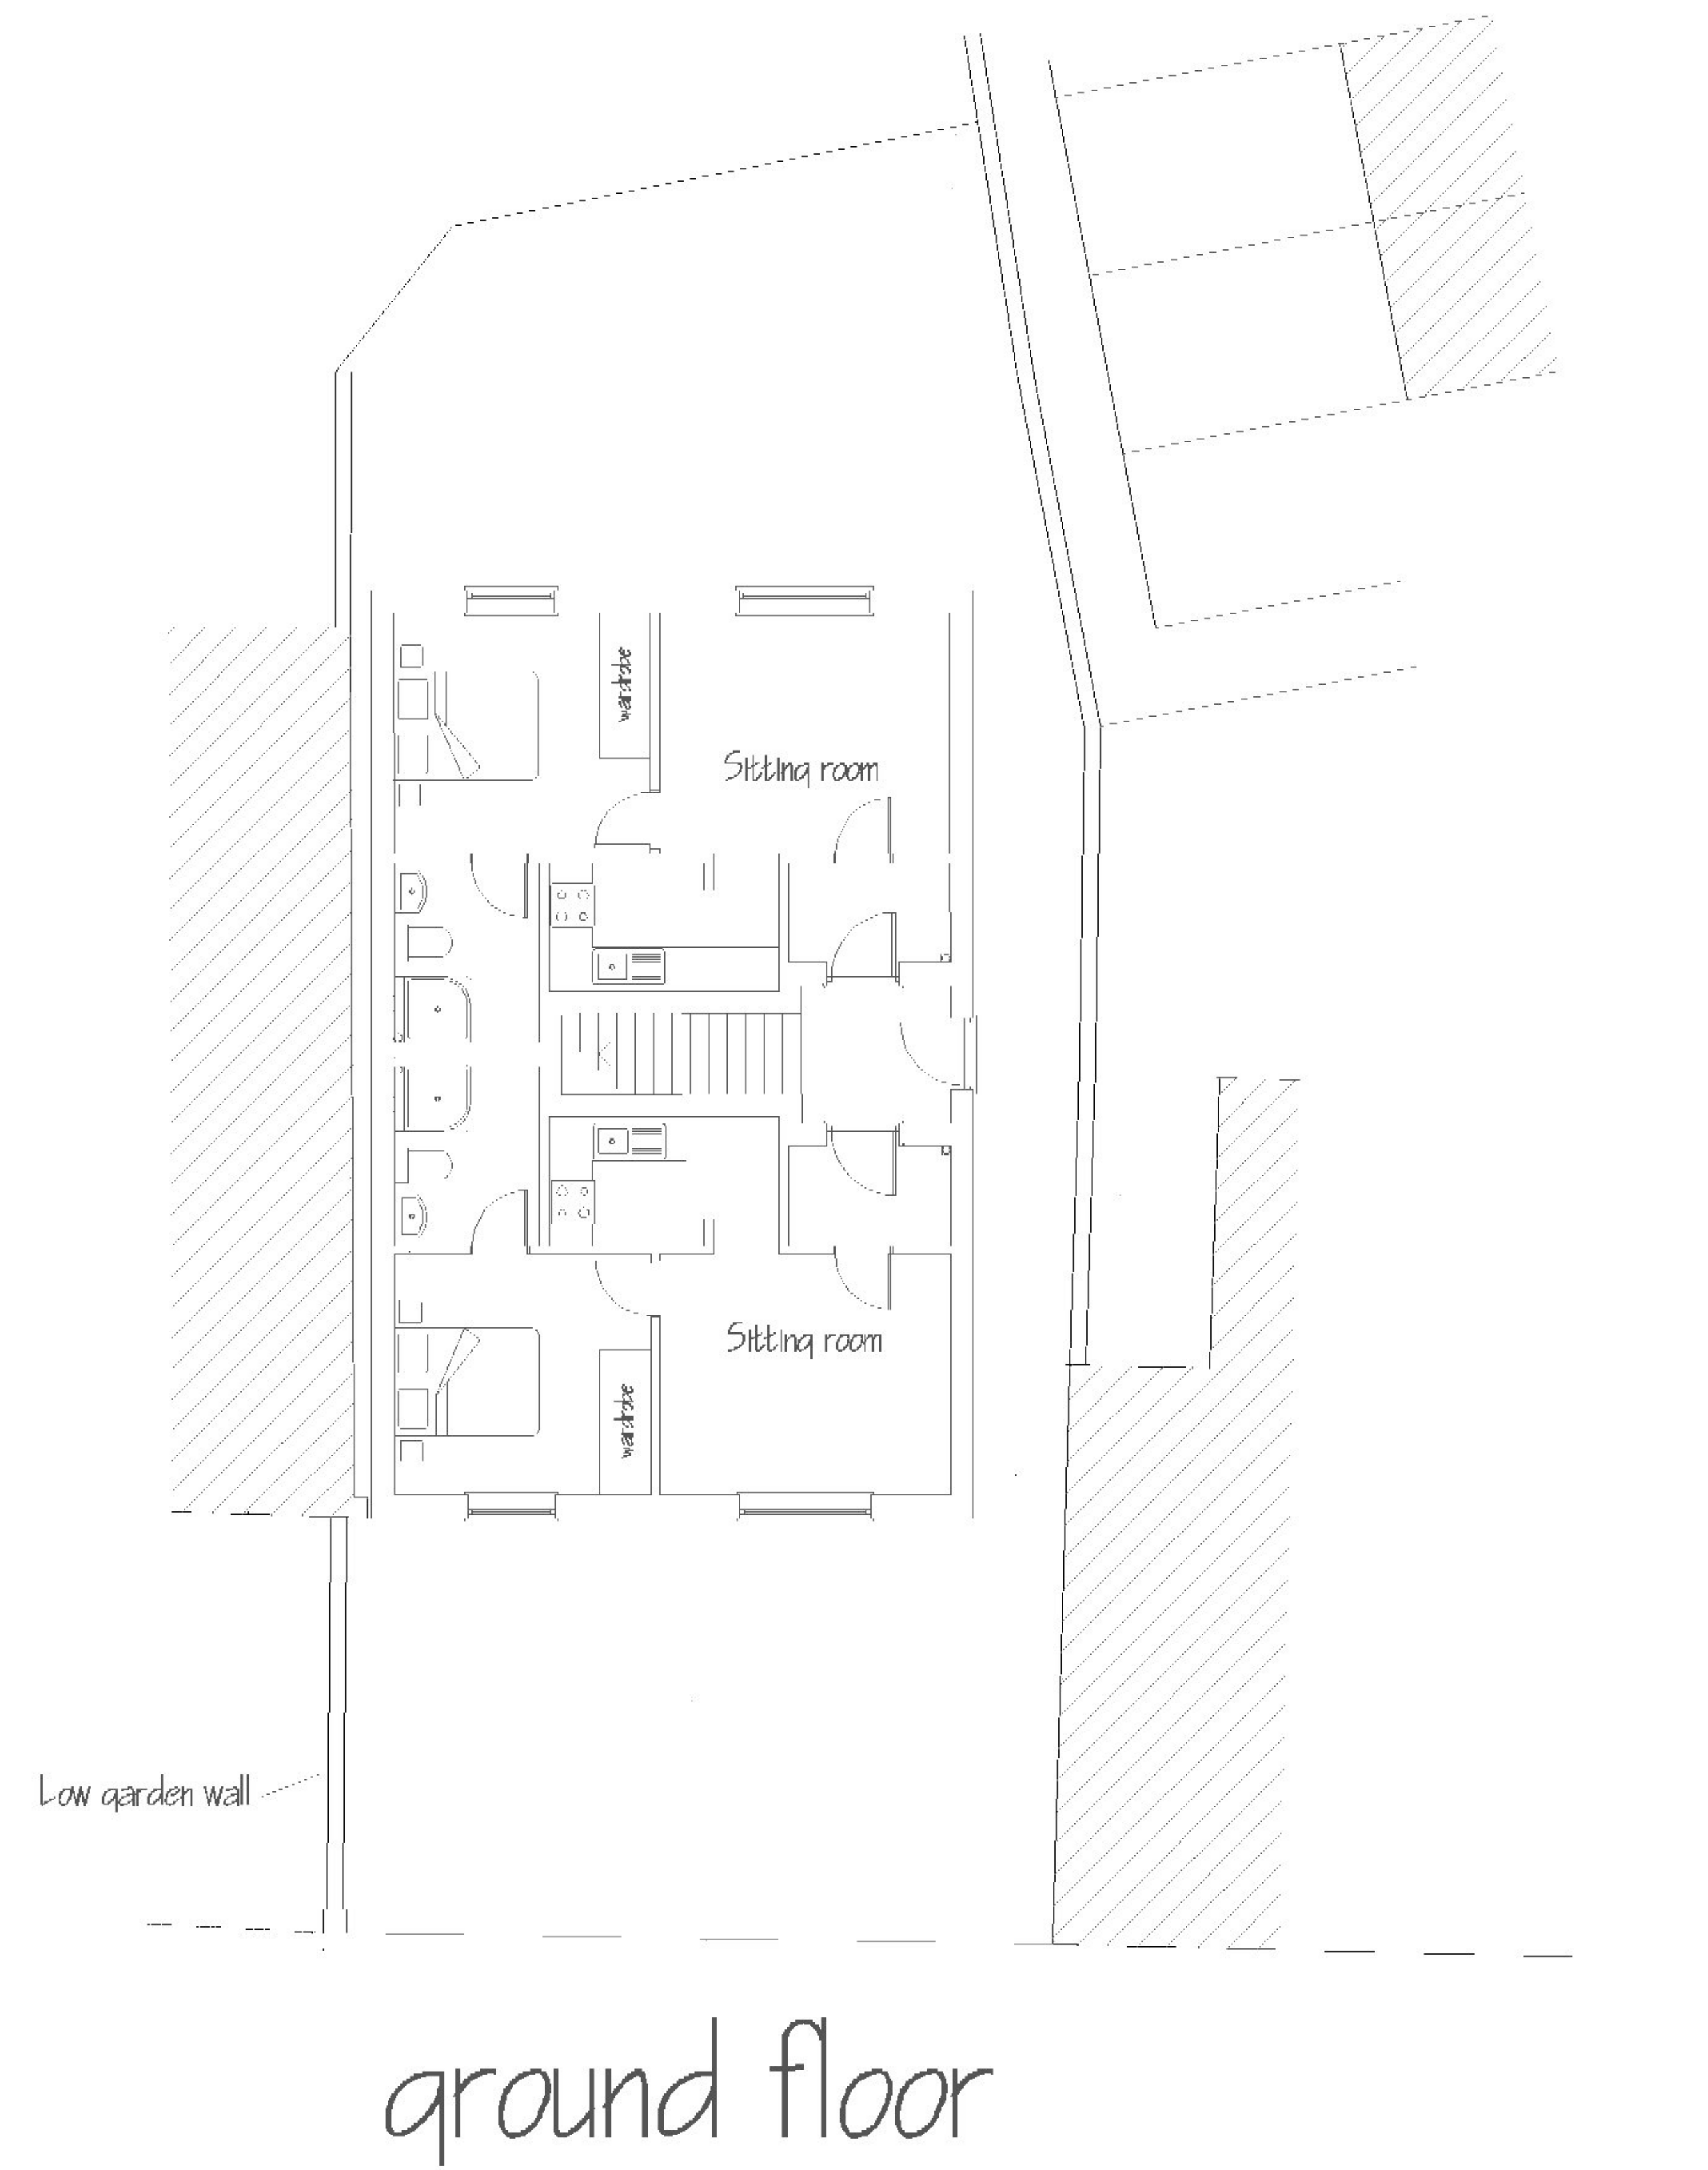 wardrobe
Sitting room
Sitting room
wardrobe
Low garden wall
ground floor